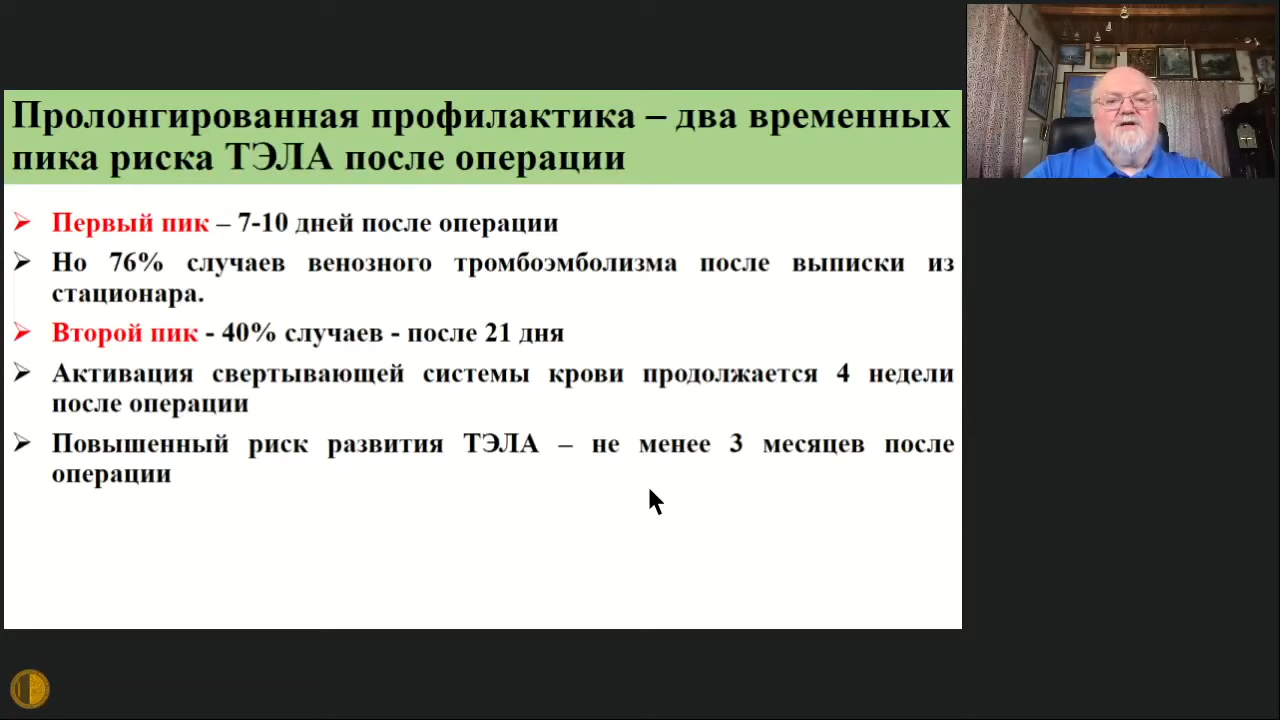 Пролонгированная профилактика – два временных
пика риска ТЭЛА после операции
Первый пик – 7-10 дней после операции
Но 76% случаев венозного тромбоэмболизма после выписки из
стационара.
Второй пик - 40% случаев - после 21 дня
Активация свертывающей системы крови продолжается 4 недели
после операции
Повышенный риск развития ТЭЛА – не менее 3 месяцев после
операции